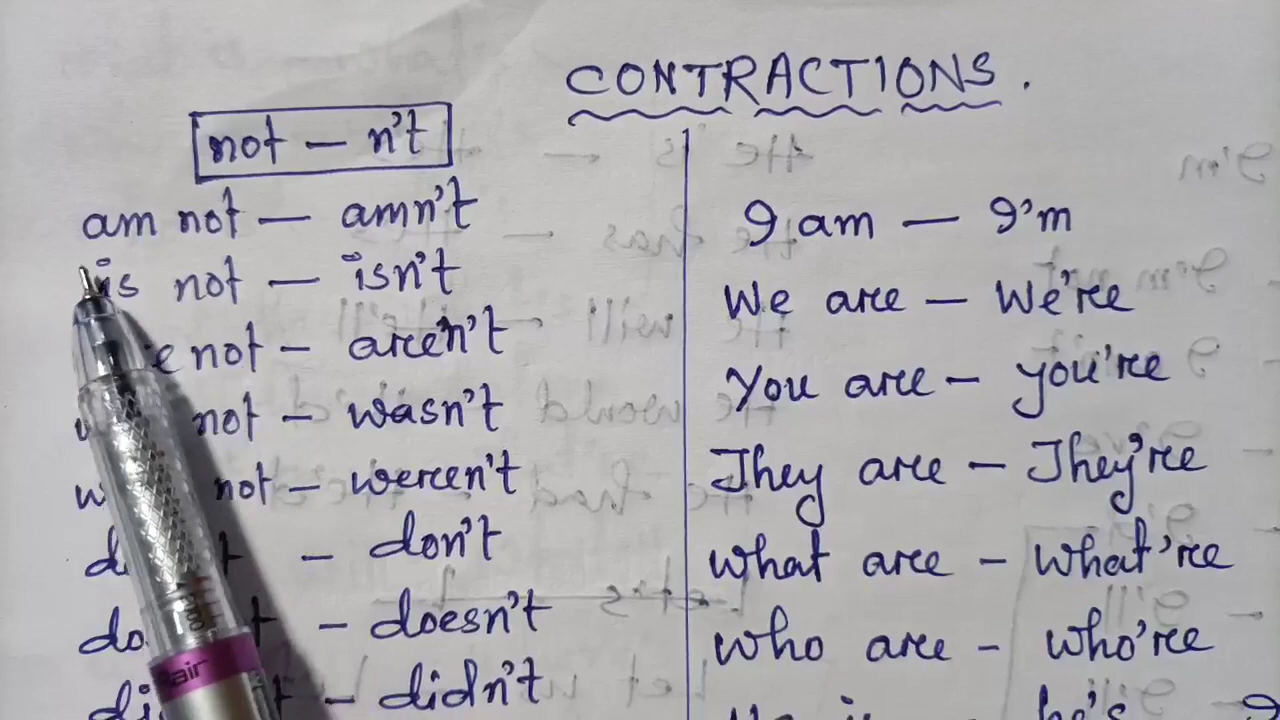 CONTRACTIONS.
not — n't
am not — amn't
is not — isn't
not — aren't
not — wasn't
not — weren't
— don't
— doesn't
— didn't
I am — I'm
We are — We're
You are — you're
They are — They're
What are — What're
Who are — who're
he's